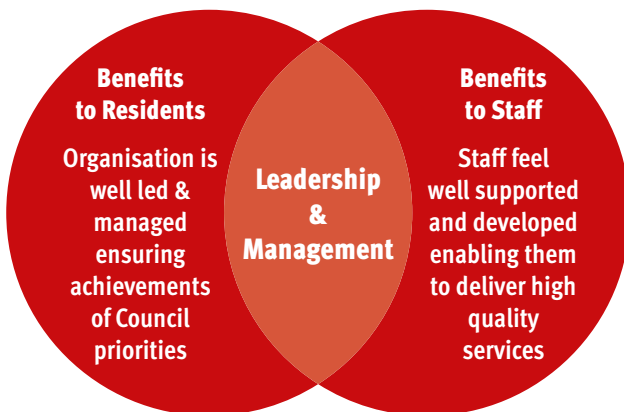 Benefits
to Residents
Organisation is
well led &
managed
ensuring
achievements
of Council
priorities
Leadership
&
Management
Benefits
to Staff
Staff feel
well supported
and developed
enabling them
to deliver high
quality
services